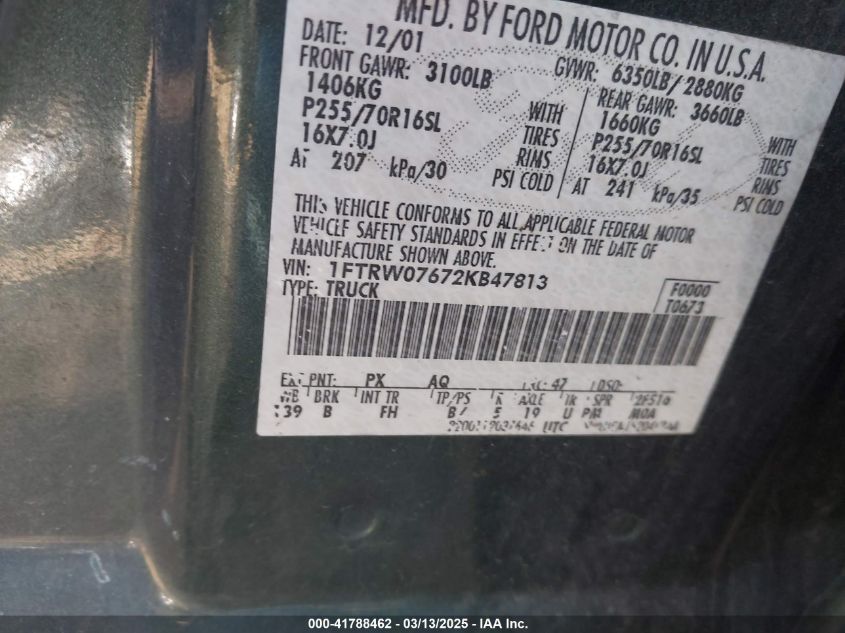 MFD. BY FORD MOTOR CO. IN U.S.A.
DATE: 12/01 GVWR: 6350LB/2880KG
FRONT GAWR: 3100LB REAR GAWR: 3660LB
1406KG WITH 1660KG WITH
P255/70R16SL TIRES P255/70R16SL TIRES
16X7.0J RIMS 16X7.0J RIMS
AT 207 kPa/30 PSI COLD AT 241 kPa/35 PSI COLD
THIS VEHICLE CONFORMS TO ALL APPLICABLE FEDERAL MOTOR
VEHICLE SAFETY STANDARDS IN EFFECT ON THE DATE OF
MANUFACTURE SHOWN ABOVE.
VIN: 1FTRW07672KB47813
TYPE: TRUCK F0000
T0673
EXT PNT: PX AQ 47 DSO:
WB BRK INT TR TP/PS R AXLE TR SPR
139 B FH B 5 19 U
UTC
000-41788462 - 03/13/2025 - IAA Inc.